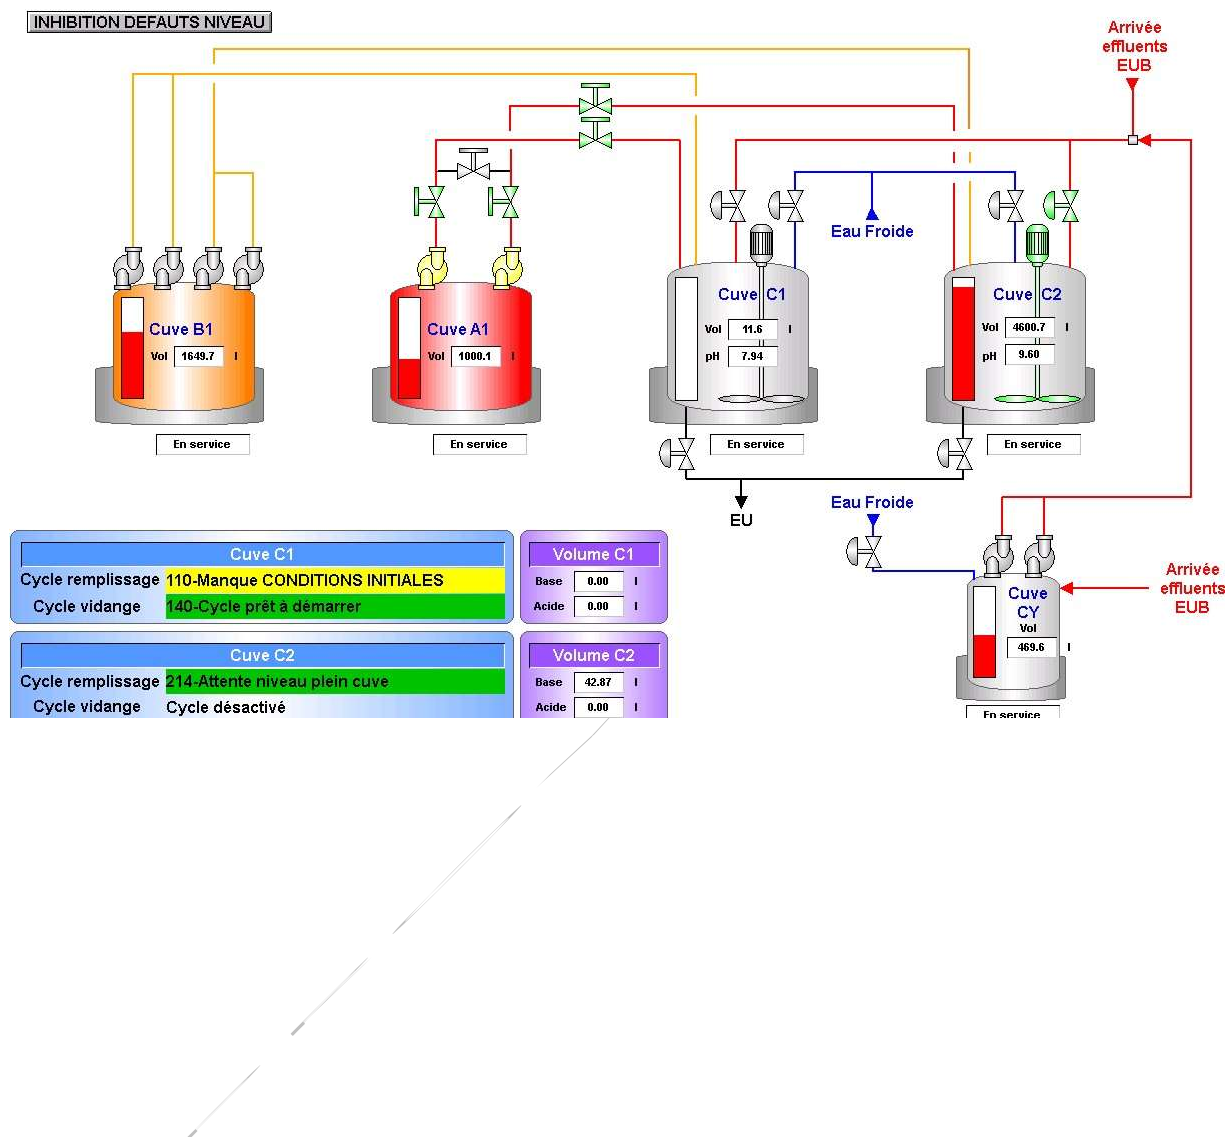 INHIBITION DEFAUTS NIVEAU
Arrivée
effluents
EUB
Eau Froide
Cuve B1
Vol 1649.7 l
Cuve A1
Vol 1000.1 l
Cuve C1
Vol 11.6 l
pH 7.94
Cuve C2
Vol 4600.7 l
pH 9.60
En service
En service
En service
En service
EU
Eau Froide
Arrivée
effluents
EUB
Cuve
CY
Vol
469.6 l
En service
Cuve C1
Cycle remplissage 110-Manque CONDITIONS INITIALES
Cycle vidange 140-Cycle prêt à démarrer
Volume C1
Base 0.00 l
Acide 0.00 l
Cuve C2
Cycle remplissage 214-Attente niveau plein cuve
Cycle vidange Cycle désactivé
Volume C2
Base 42.87 l
Acide 0.00 l